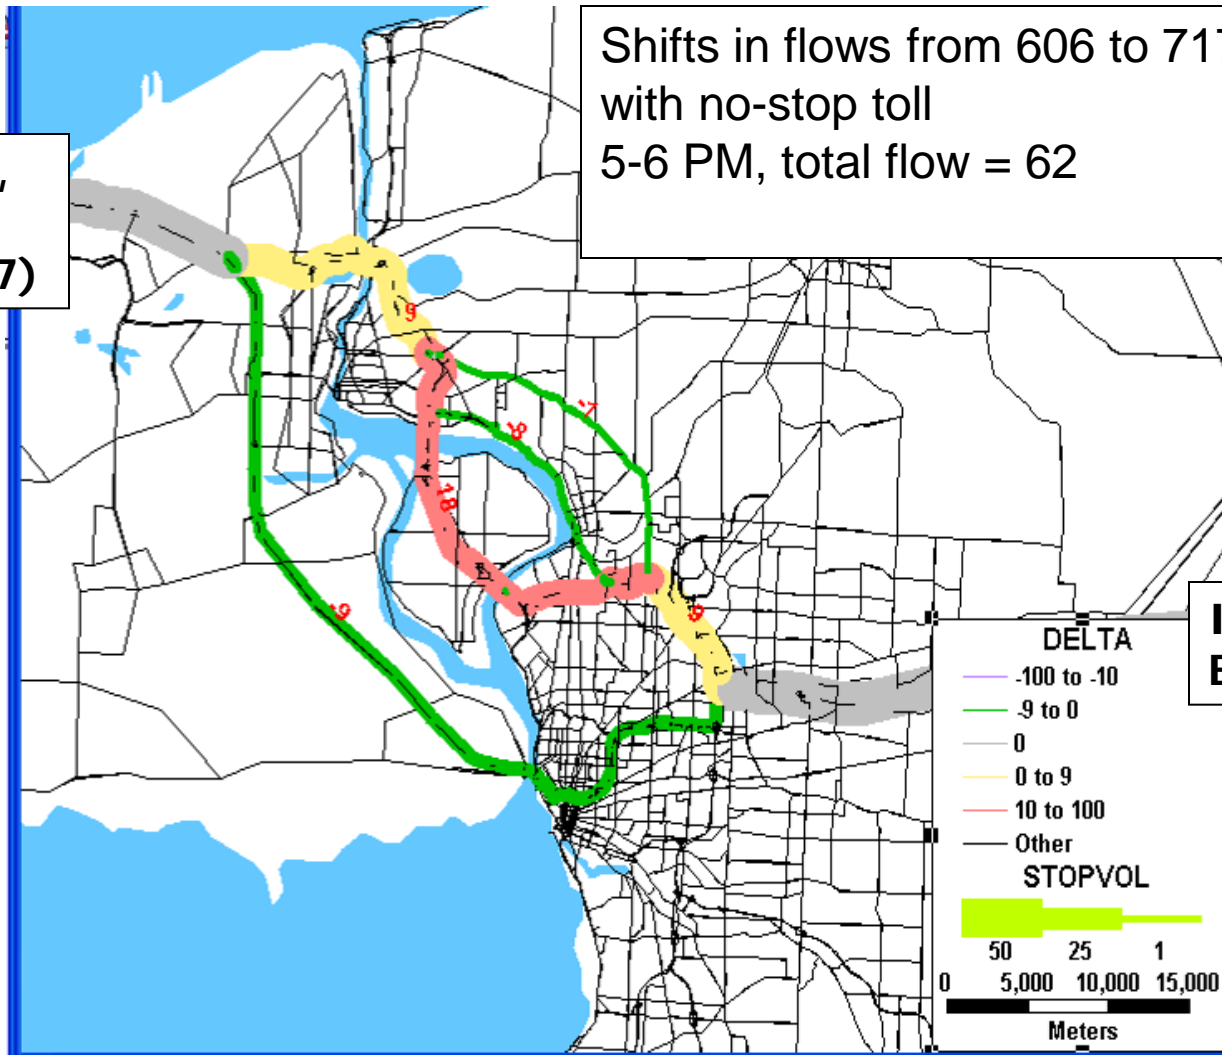 Shifts in flows from 606 to 717
with no-stop toll
5-6 PM, total flow = 62
7)
9
-7
-8
18
-9
9
DELTA
-100 to -10
-9 to 0
0
0 to 9
10 to 100
Other
STOPVOL
50 25 1
0 5,000 10,000 15,000
Meters